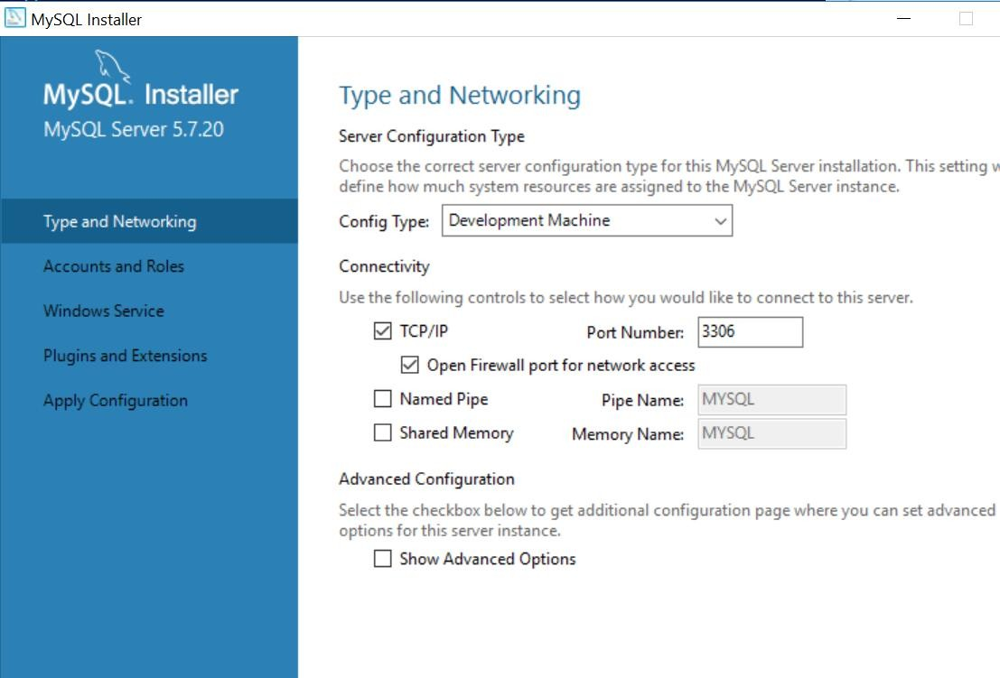 MySQL Installer
MySQL. Installer
MySQL Server 5.7.20
Type and Networking
Accounts and Roles
Windows Service
Plugins and Extensions
Apply Configuration
Type and Networking
Server Configuration Type
Choose the correct server configuration type for this MySQL Server installation. This setting
define how much system resources are assigned to the MySQL Server instance.
Config Type: Development Machine
Connectivity
Use the following controls to select how you would like to connect to this server.
TCP/IP Port Number: 3306
Open Firewall port for network access
Named Pipe Pipe Name: MYSQL
Shared Memory Memory Name: MYSQL
Advanced Configuration
Select the checkbox below to get additional configuration page where you can set advanced
options for this server instance.
Show Advanced Options